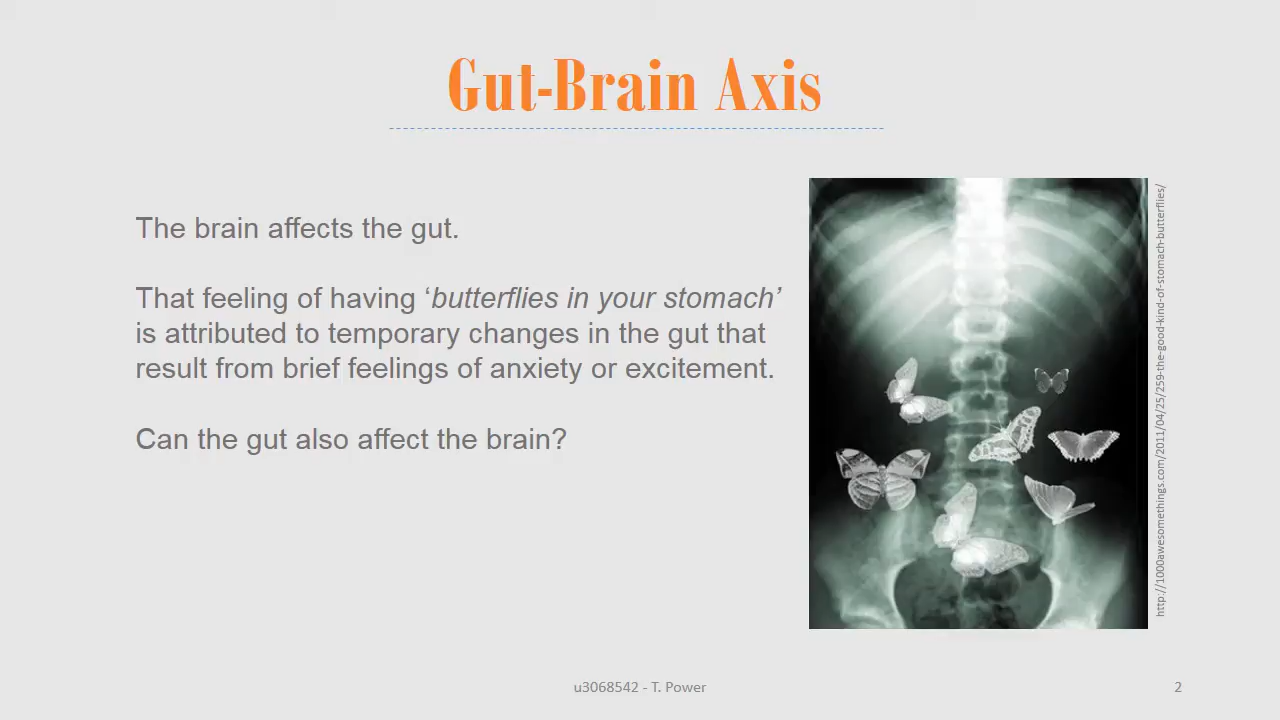 Gut-Brain Axis
The brain affects the gut.
That feeling of having ‘butterflies in your stomach’
is attributed to temporary changes in the gut that
result from brief feelings of anxiety or excitement.
Can the gut also affect the brain?
http://1000awesomethings.com/2011/04/25/259-the-good-kind-of-stomach-butterflies/
u3068542 - T. Power
2